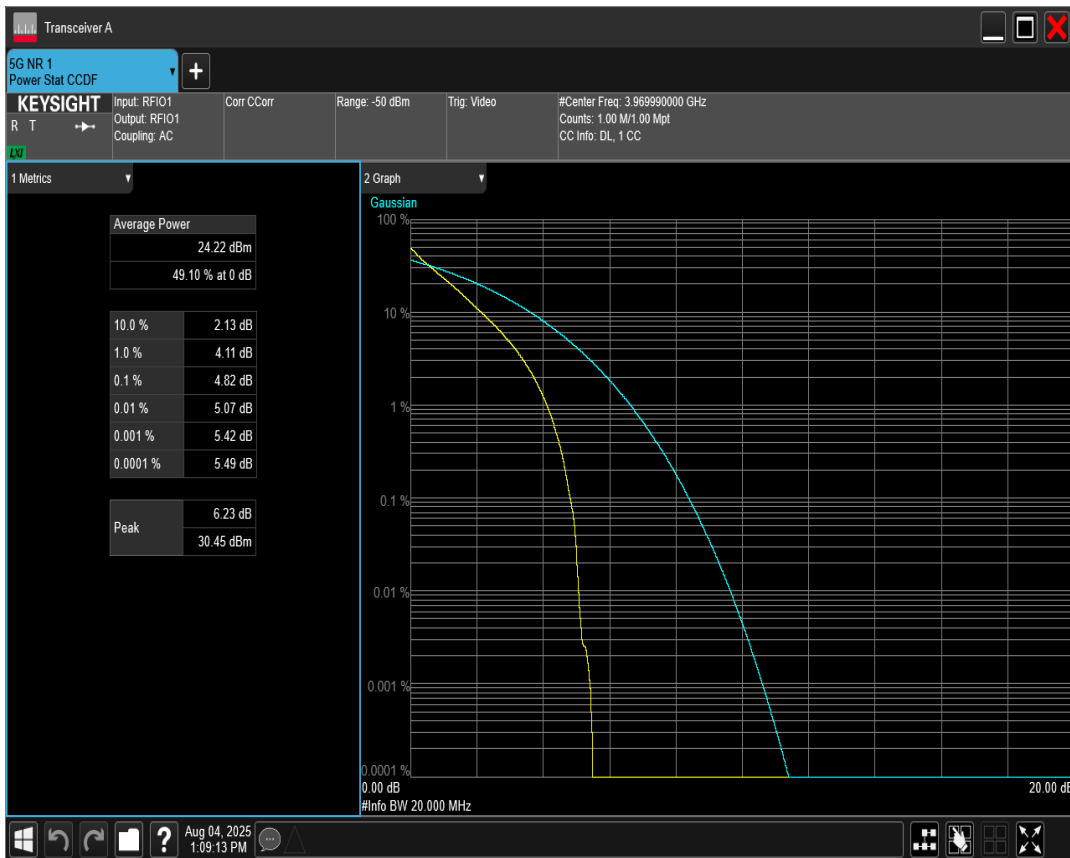 Transceiver A
5G NR 1
Power Stat CCDF
KEYSIGHT
R T
LXI
Input: RFIO1
Output: RFIO1
Coupling: AC
Corr CCorr
Range: -50 dBm
Trig: Video
#Center Freq: 3.969990000 GHz
Counts: 1.00 M/1.00 Mpt
CC Info: DL, 1 CC
1 Metrics
Average Power
24.22 dBm
49.10 % at 0 dB
10.0 % 2.13 dB
1.0 % 4.11 dB
0.1 % 4.82 dB
0.01 % 5.07 dB
0.001 % 5.42 dB
0.0001 % 5.49 dB
Peak
6.23 dB
30.45 dBm
2 Graph
Gaussian
100 %
10 %
1 %
0.1 %
0.01 %
0.001 %
0.0001 %
0.00 dB 20.00 dB
#Info BW 20.000 MHz
?
Aug 04, 2025
1:09:13 PM